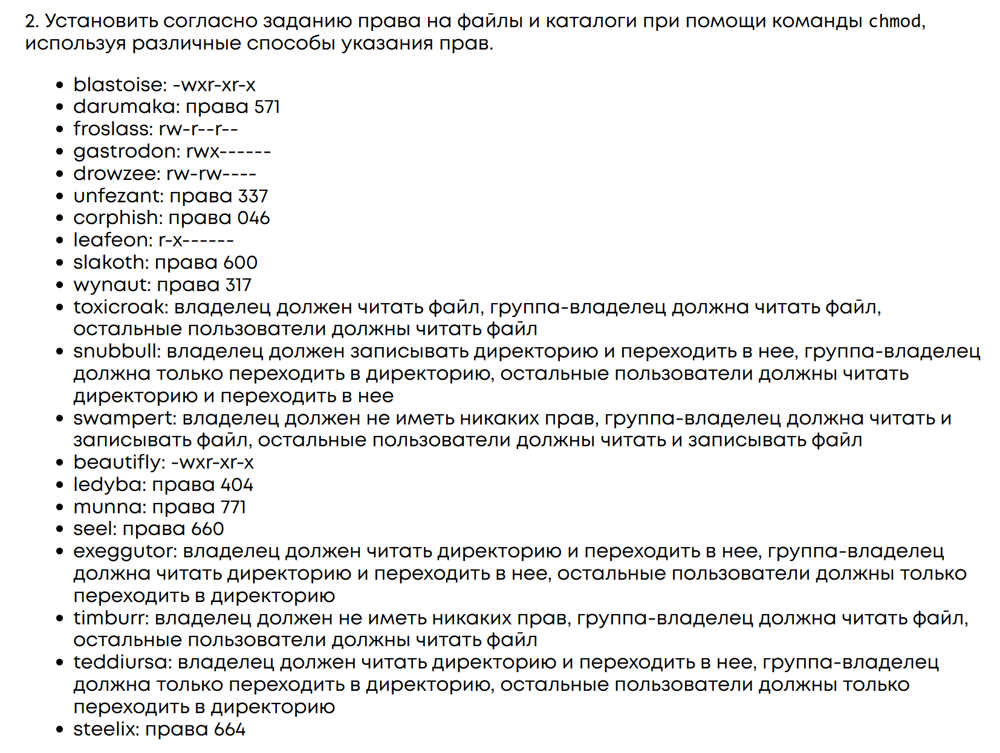 2. Установить согласно заданию права на файлы и каталоги при помощи команды chmod,
используя различные способы указания прав.
• blastoise: -wxr-xr-x
• darumaka: права 571
• froslass: rw-r--r--
• gastrodon: rwx------
• drowzee: rw-rw----
• unfezant: права 337
• corphish: права 046
• leafeon: r-x------
• slakoth: права 600
• wynaut: права 317
• toxicroak: владелец должен читать файл, группа-владелец должна читать файл,
остальные пользователи должны читать файл
• snubbull: владелец должен записывать директорию и переходить в нее, группа-владелец
должна только переходить в директорию, остальные пользователи должны читать
директорию и переходить в нее
• swampert: владелец должен не иметь никаких прав, группа-владелец должна читать и
записывать файл, остальные пользователи должны читать и записывать файл
• beautifly: -wxr-xr-x
• ledyba: права 404
• munna: права 771
• seel: права 660
• exeggutor: владелец должен читать директорию и переходить в нее, группа-владелец
должна читать директорию и переходить в нее, остальные пользователи должны только
переходить в директорию
• timburr: владелец должен не иметь никаких прав, группа-владелец должна читать файл,
остальные пользователи должны читать файл
• teddiursa: владелец должен читать директорию и переходить в нее, группа-владелец
должна только переходить в директорию, остальные пользователи должны только
переходить в директорию
• steelix: права 664